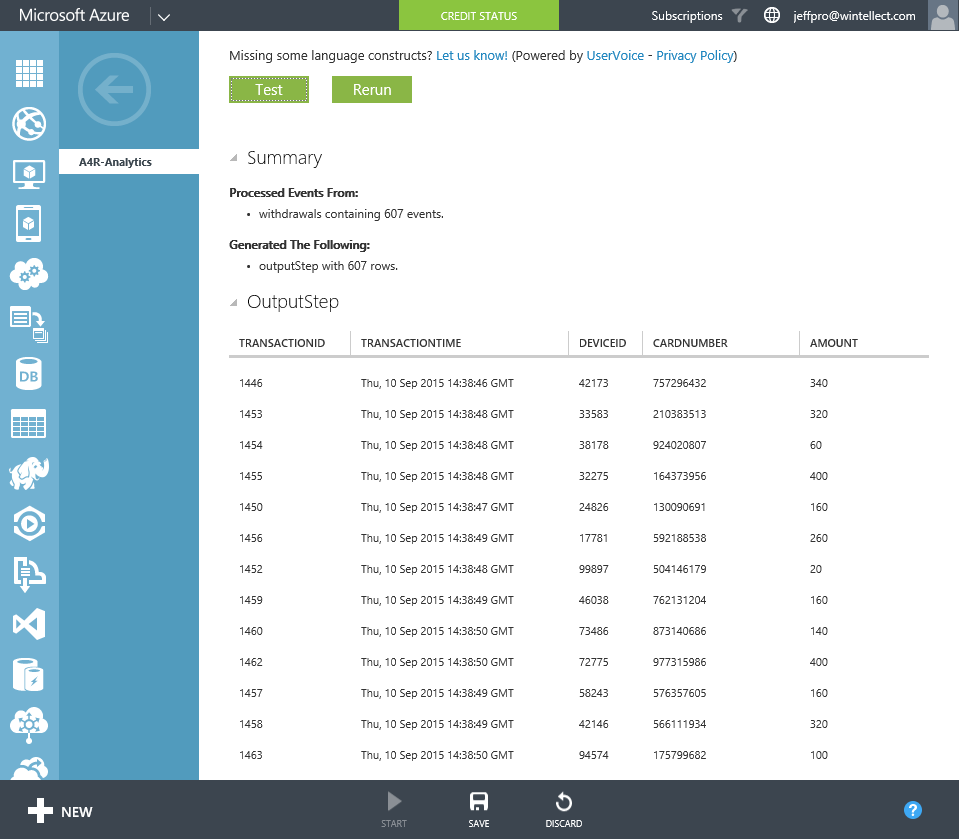 Microsoft Azure
CREDIT STATUS
Subscriptions
jeffpro@wintellect.com
A4R-Analytics
Missing some language constructs? Let us know! (Powered by UserVoice - Privacy Policy)
Test
Rerun
Summary
Processed Events From:
• withdrawals containing 607 events.
Generated The Following:
• outputStep with 607 rows.
OutputStep
TRANSACTIONID TRANSACTIONTIME DEVICEID CARDNUMBER AMOUNT
1446 Thu, 10 Sep 2015 14:38:46 GMT 42173 757296432 340
1453 Thu, 10 Sep 2015 14:38:48 GMT 33583 210383513 320
1454 Thu, 10 Sep 2015 14:38:48 GMT 38178 924020807 60
1455 Thu, 10 Sep 2015 14:38:48 GMT 32275 164373956 400
1450 Thu, 10 Sep 2015 14:38:47 GMT 24826 130090691 160
1456 Thu, 10 Sep 2015 14:38:49 GMT 17781 592188538 260
1452 Thu, 10 Sep 2015 14:38:48 GMT 99897 504146179 20
1459 Thu, 10 Sep 2015 14:38:49 GMT 46038 762131204 160
1460 Thu, 10 Sep 2015 14:38:50 GMT 73486 873140686 140
1462 Thu, 10 Sep 2015 14:38:50 GMT 72775 977315986 400
1457 Thu, 10 Sep 2015 14:38:49 GMT 58243 576357605 160
1458 Thu, 10 Sep 2015 14:38:49 GMT 42146 566111934 320
1463 Thu, 10 Sep 2015 14:38:50 GMT 94574 175799682 100
DB
NEW
START
SAVE
DISCARD
?